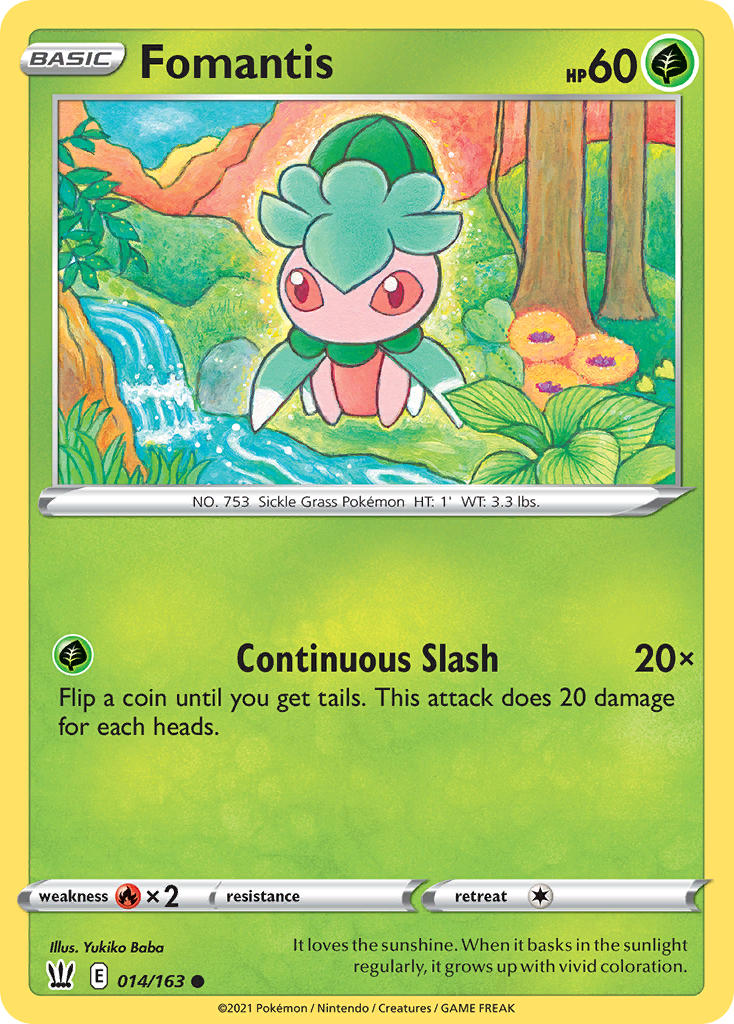 BASIC Fomantis HP60
NO. 753 Sickle Grass Pokémon HT: 1' WT: 3.3 lbs.
Continuous Slash 20×
Flip a coin until you get tails. This attack does 20 damage
for each heads.
weakness ×2 resistance retreat
Illus. Yukiko Baba
It loves the sunshine. When it basks in the sunlight
regularly, it grows up with vivid coloration.
E 014/163
©2021 Pokémon / Nintendo / Creatures / GAME FREAK